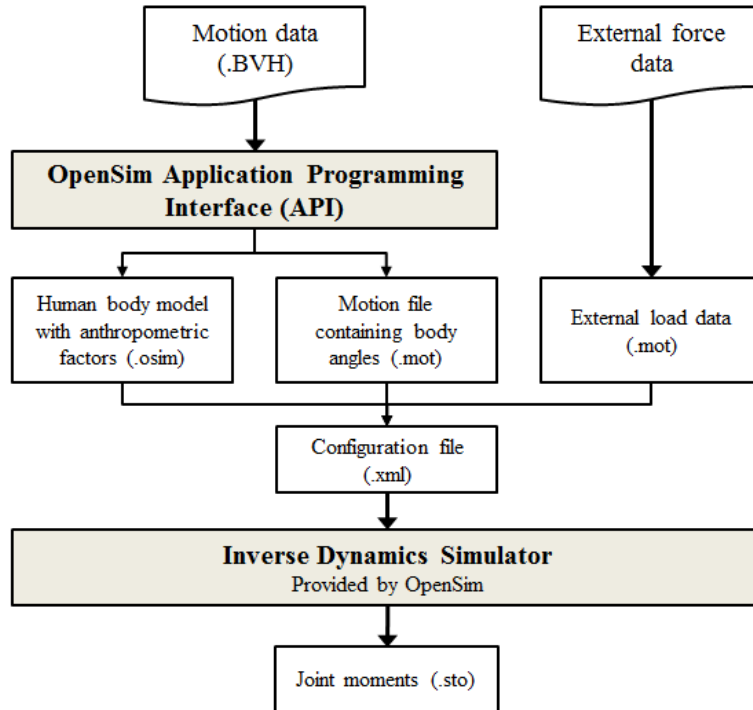 Motion data
(.BVH)
External force
data
OpenSim Application Programming
Interface (API)
Human body model
with anthropometric
factors (.osim)
Motion file
containing body
angles (.mot)
External load data
(.mot)
Configuration file
(.xml)
Inverse Dynamics Simulator
Provided by OpenSim
Joint moments (.sto)